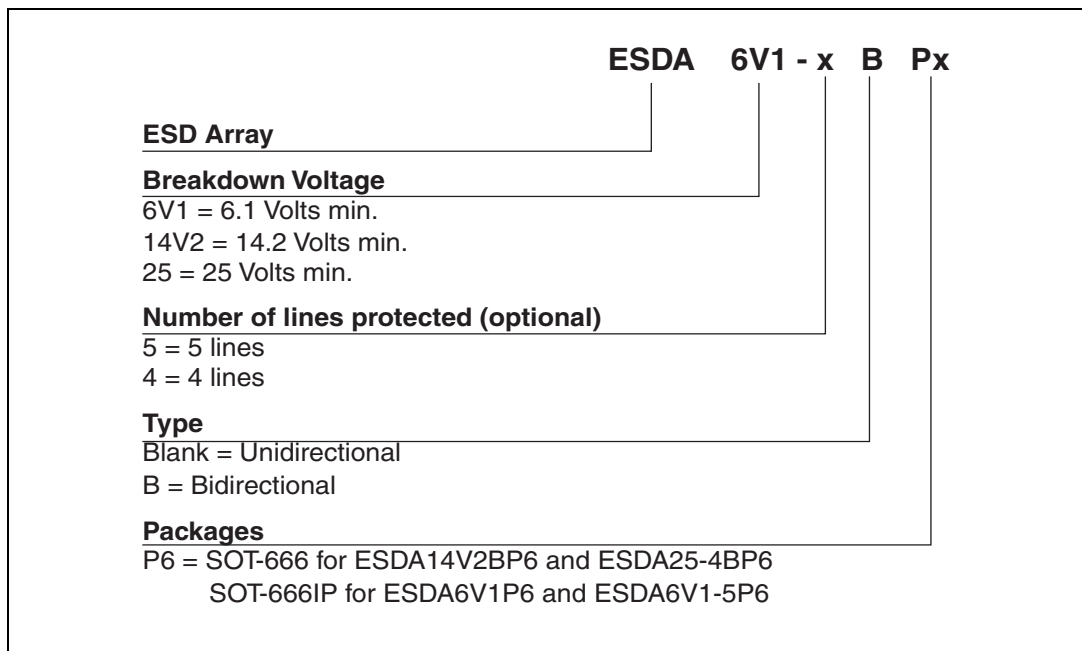 ESDA 6V1 - x B Px
ESD Array
Breakdown Voltage
6V1 = 6.1 Volts min.
14V2 = 14.2 Volts min.
25 = 25 Volts min.
Number of lines protected (optional)
5 = 5 lines
4 = 4 lines
Type
Blank = Unidirectional
B = Bidirectional
Packages
P6 = SOT-666 for ESDA14V2BP6 and ESDA25-4BP6
SOT-666IP for ESDA6V1P6 and ESDA6V1-5P6